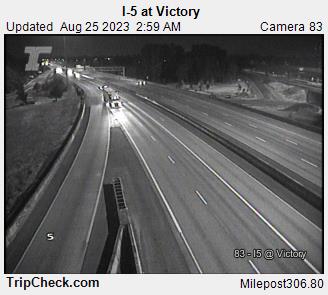 I-5 at Victory
Updated Aug 25 2023 2:59 AM Camera 83
S
83 - I5 @ Victory
TripCheck.com Milepost306.80